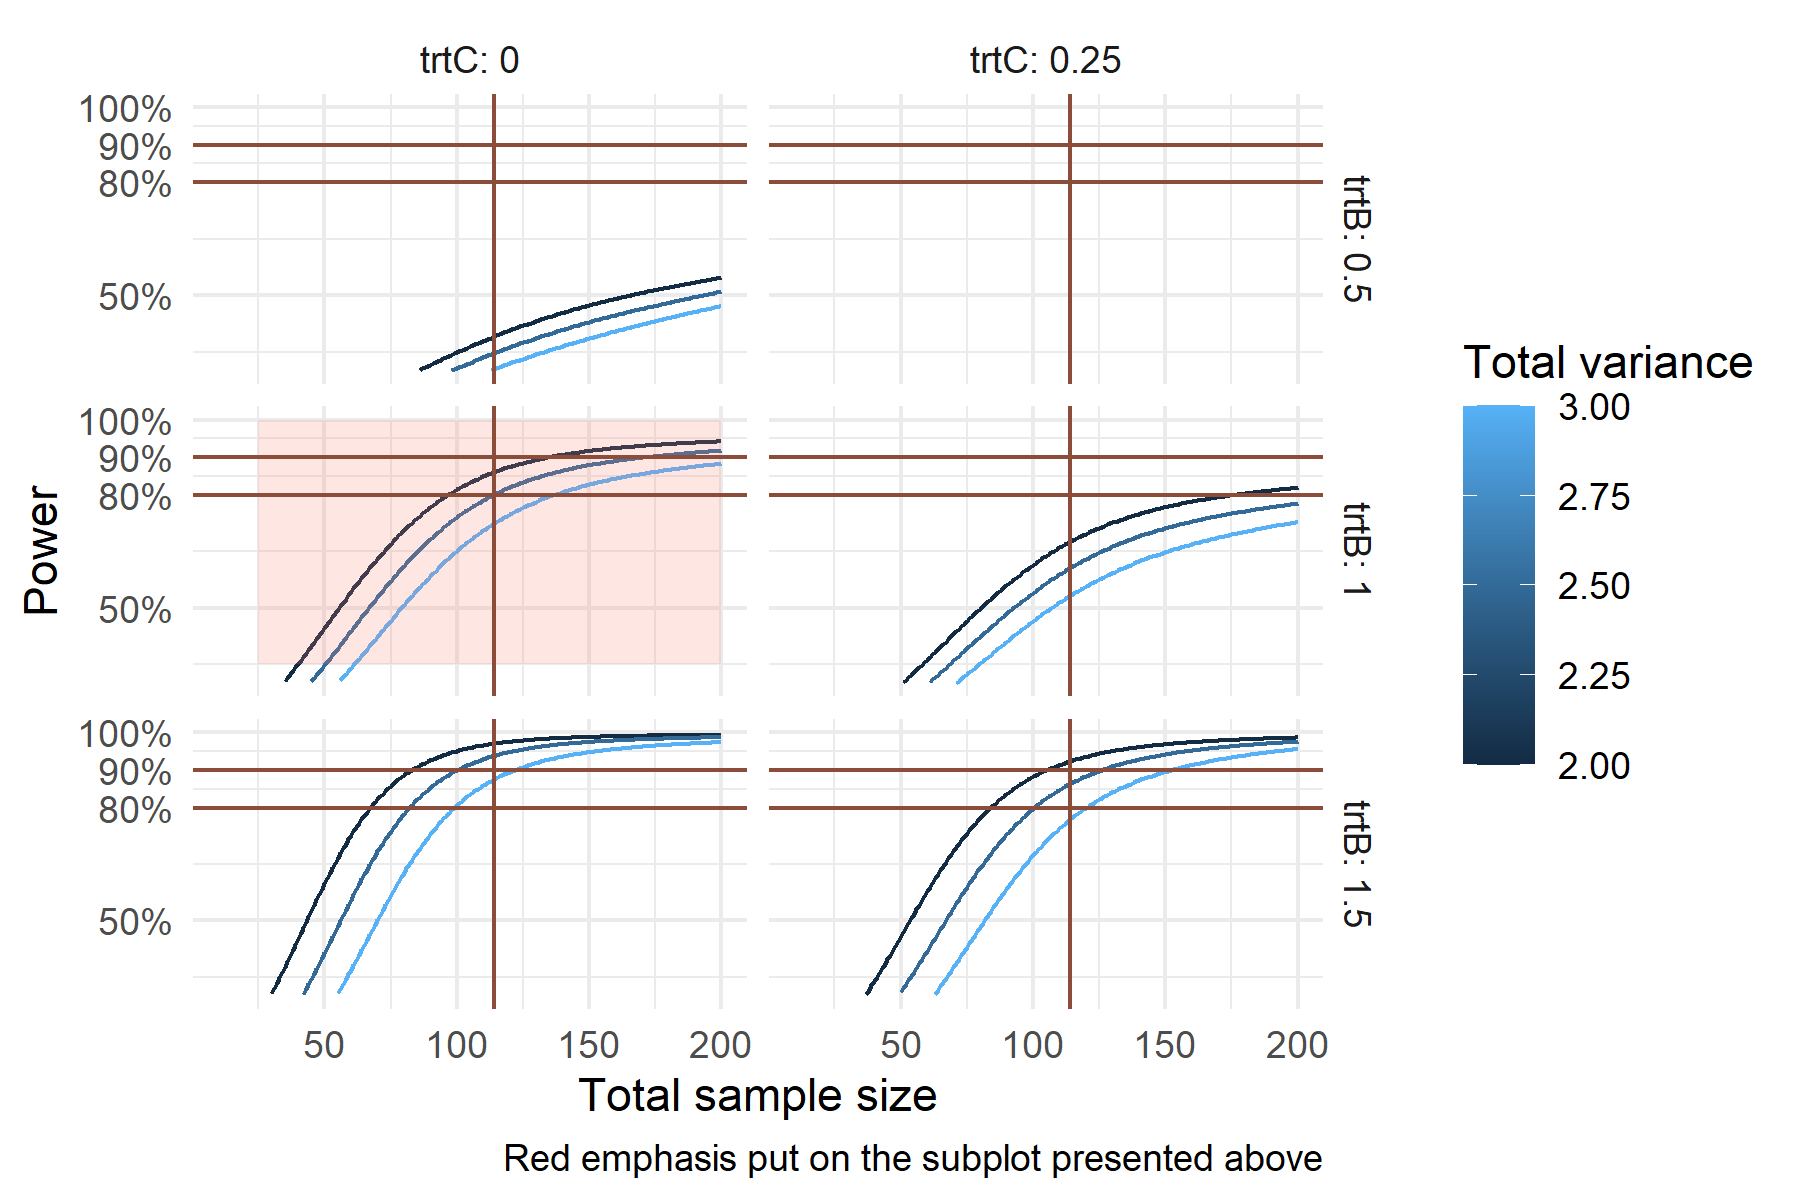 trtC: 0
trtC: 0.25
100%
90%
80%
50%
trtB: 0.5
100%
90%
80%
50%
trtB: 1
100%
90%
80%
50%
trtB: 1.5
Power
50
100
150
200
50
100
150
200
Total sample size
Red emphasis put on the subplot presented above
Total variance
3.00
2.75
2.50
2.25
2.00